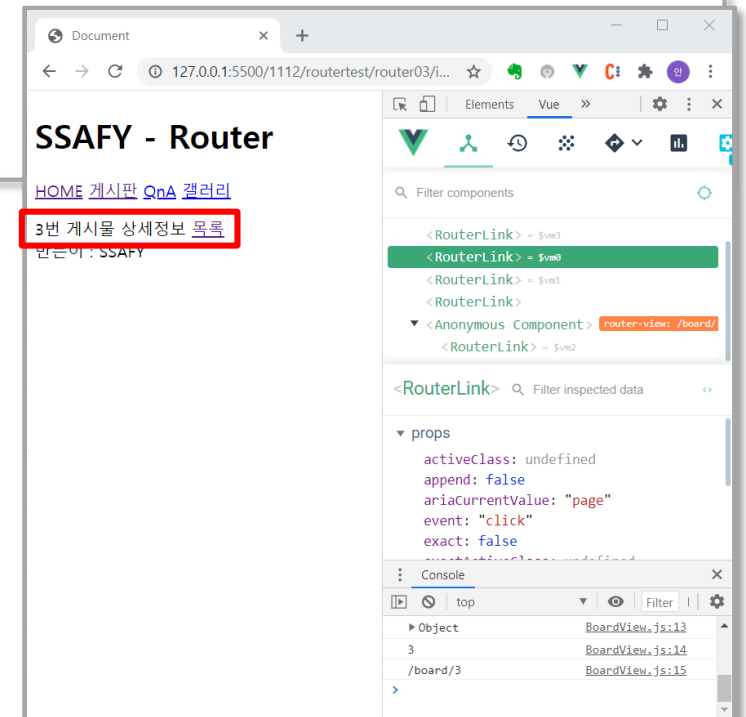 Document
127.0.0.1:5500/1112/routertest/router03/i...
안
SSAFY - Router
HOME 게시판 QnA 갤러리
3번 게시물 상세정보 목록
만든이 : SSAFY
Elements Vue »
Filter components
<RouterLink> = $vm3
<RouterLink> = $vm0
<RouterLink> = $vm1
<RouterLink>
<Anonymous Component> router-view: /board/
<RouterLink> = $vm2
<RouterLink> Filter inspected data
props
activeClass: undefined
append: false
ariaCurrentValue: "page"
event: "click"
exact: false
Console
top Filter
Object BoardView.js:13
3 BoardView.js:14
/board/3 BoardView.js:15